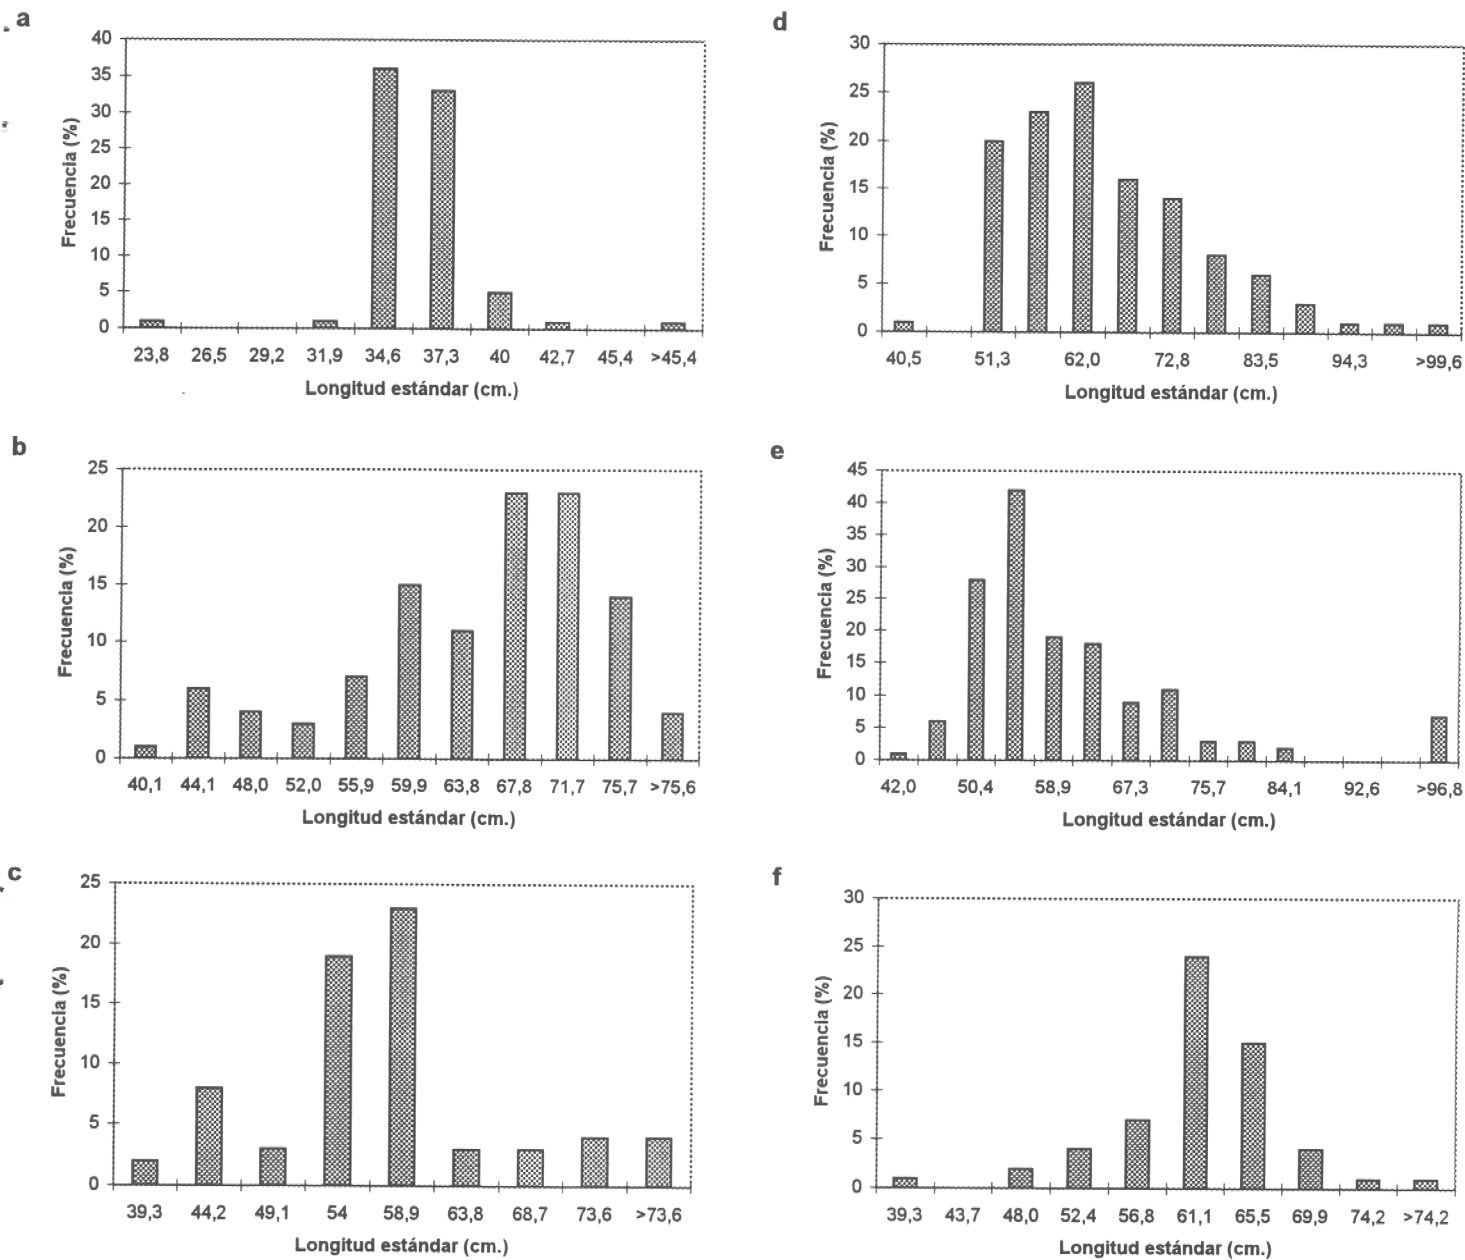 a
40
35
30
25
20
15
10
5
0
Frecuencia (%)
23,8 26,5 29,2 31,9 34,6 37,3 40 42,7 45,4 >45,4
Longitud estándar (cm.)
d
30
25
20
15
10
5
0
Frecuencia (%)
40,5 51,3 62,0 72,8 83,5 94,3 >99,6
Longitud estándar (cm.)
b
25
20
15
10
5
0
Frecuencia (%)
40,1 44,1 48,0 52,0 55,9 59,9 63,8 67,8 71,7 75,7 >75,6
Longitud estándar (cm.)
e
45
40
35
30
25
20
15
10
5
0
Frecuencia (%)
42,0 50,4 58,9 67,3 75,7 84,1 92,6 >96,8
Longitud estándar (cm.)
c
25
20
15
10
5
0
Frecuencia (%)
39,3 44,2 49,1 54 58,9 63,8 68,7 73,6 >73,6
Longitud estándar (cm.)
f
30
25
20
15
10
5
0
Frecuencia (%)
39,3 43,7 48,0 52,4 56,8 61,1 65,5 69,9 74,2 >74,2
Longitud estándar (cm.)